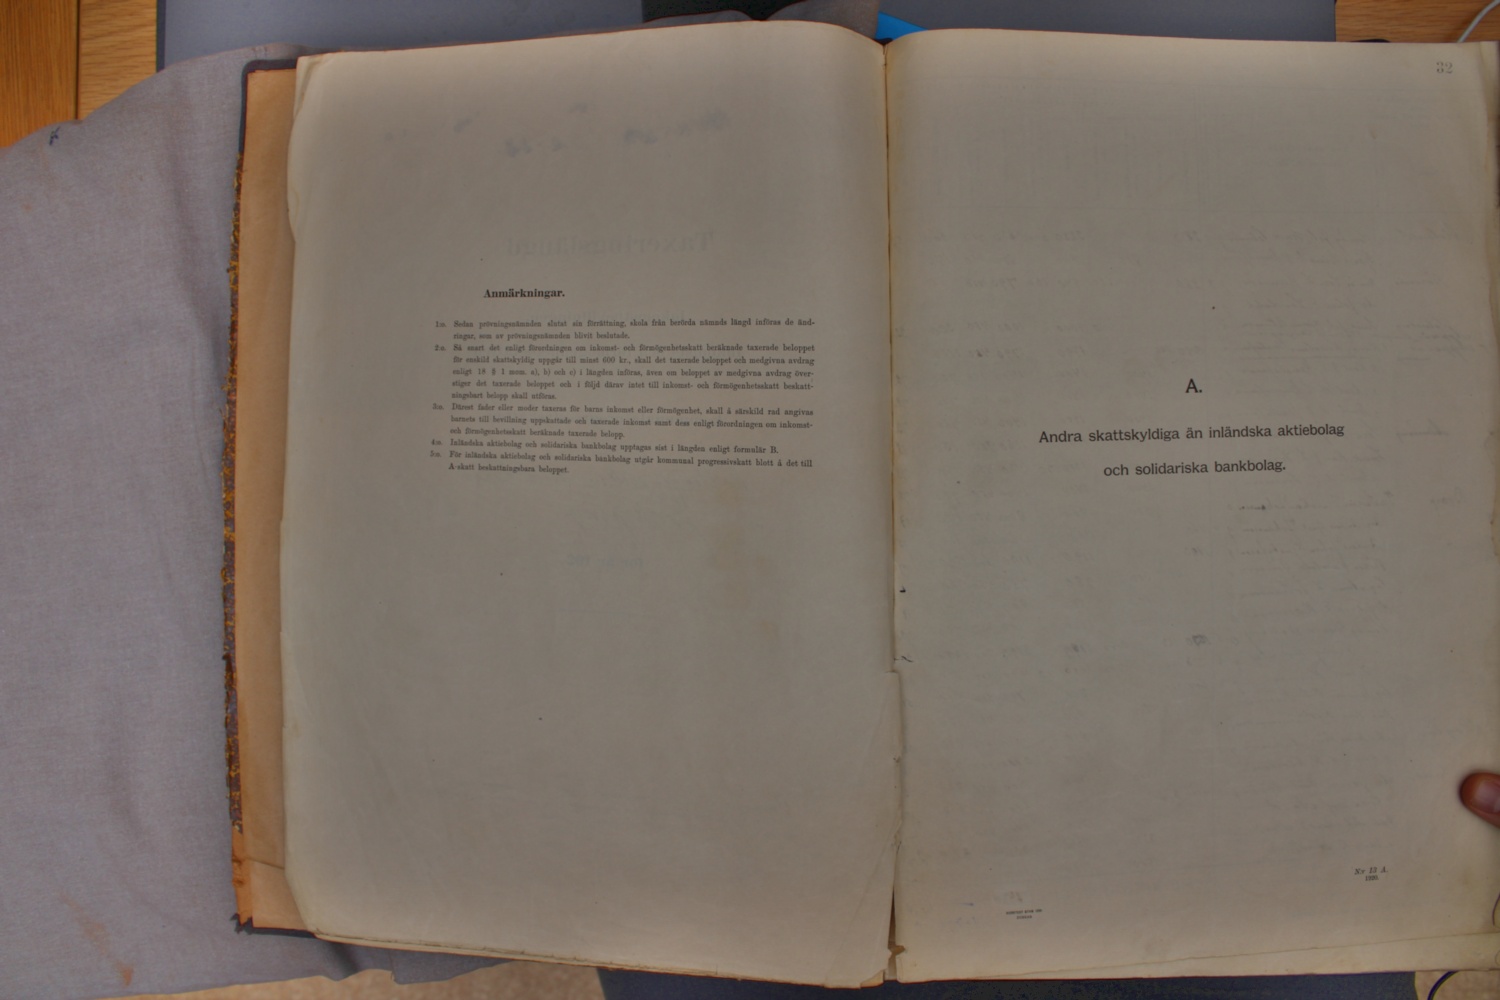 Anmärkningar.
1:o. Sedan prövningsnämnden slutat sin förrättning, skola från berörda nämnds längd införas de änd-
ringar, som av prövningsnämnden blivit beslutade.
2:o. Så snart det enligt förordningen om inkomst- och förmögenhetsskatt beräknade taxerade beloppet
för enskild skattskyldig uppgår till minst 600 kr., skall det taxerade beloppet och medgivna avdrag
enligt 18 § 1 mom. a), b) och c) i längden införas, även om beloppet av medgivna avdrag över-
stiger det taxerade beloppet och i följd därav intet till inkomst- och förmögenhetsskatt beskatt-
ningsbart belopp skall utföras.
3:o. Därest fader eller moder taxeras för barns inkomst eller förmögenhet, skall å särskild rad angivas
barnets till bevillning uppskattade och taxerade inkomst samt dess enligt förordningen om inkomst-
och förmögenhetsskatt beräknade taxerade belopp.
4:o. Inländska aktiebolag och solidariska bankbolag upptagas sist i längden enligt formulär B.
5:o. För inländska aktiebolag och solidariska bankbolag utgår kommunal progressivskatt blott å det till
A-skatt beskattningsbara beloppet.
32
A.
Andra skattskyldiga än inländska aktiebolag
och solidariska bankbolag.
N:r 13 A.